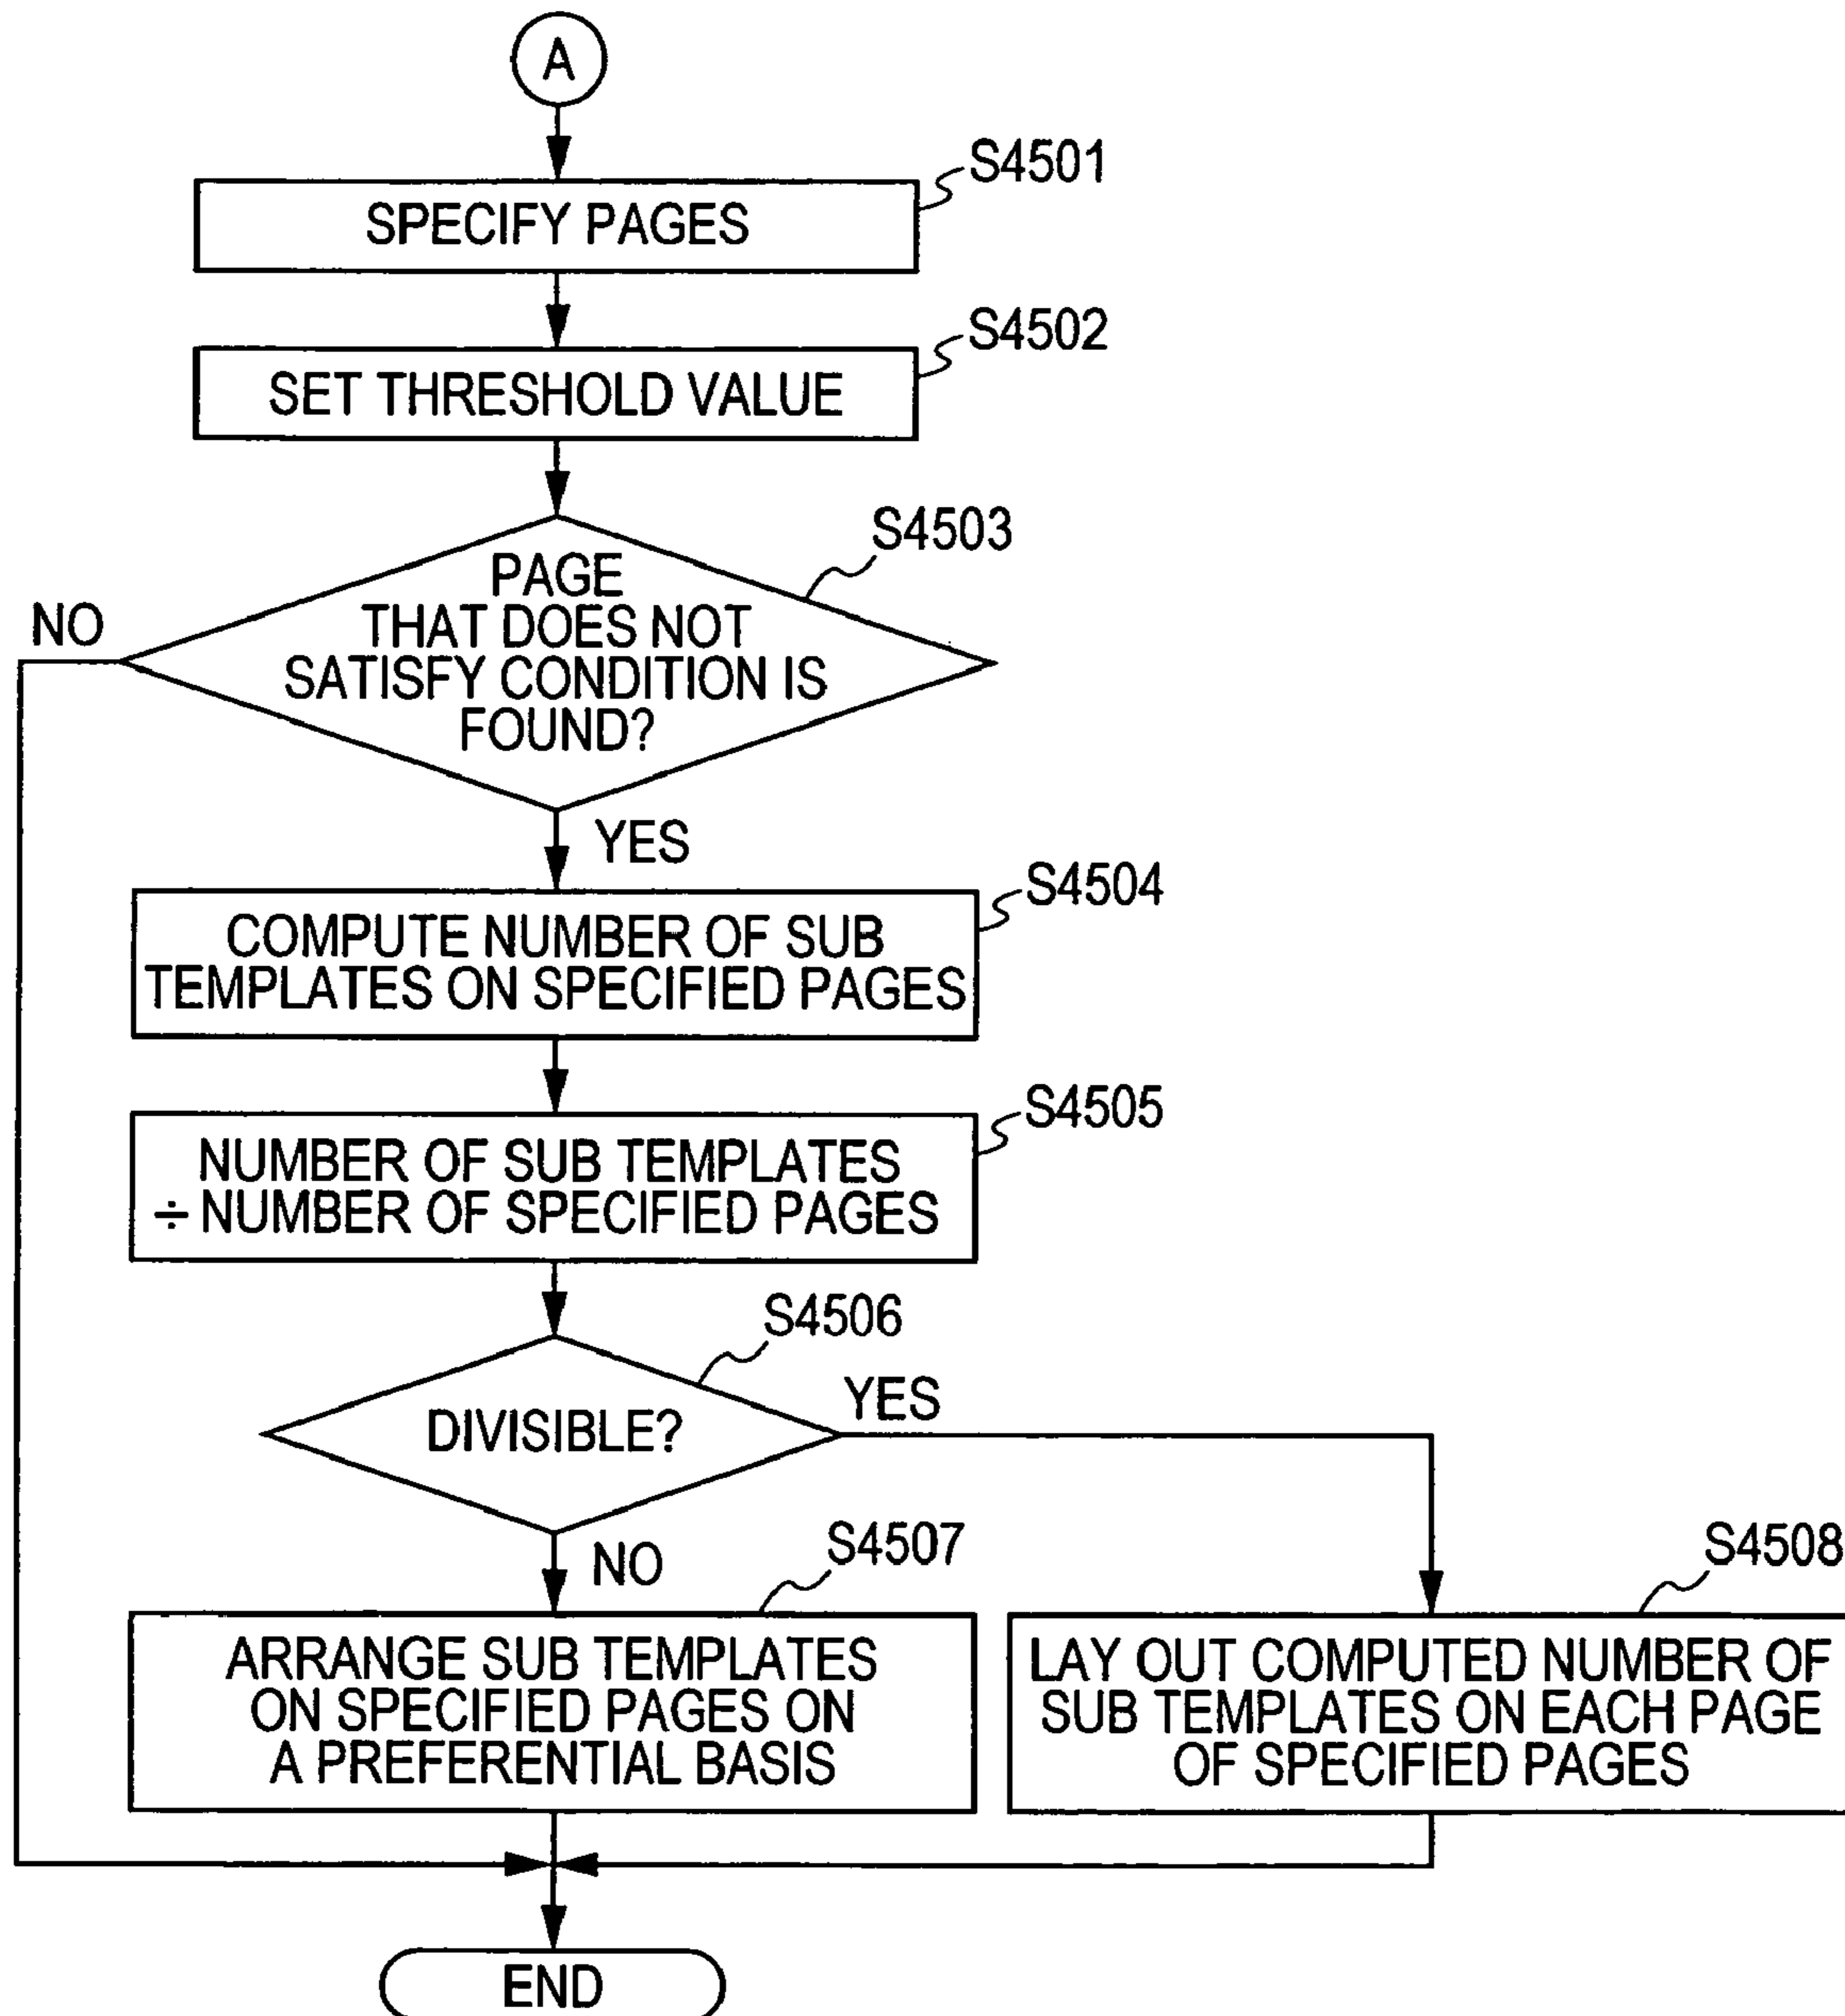 A
S4501
SPECIFY PAGES
S4502
SET THRESHOLD VALUE
S4503
PAGE
THAT DOES NOT
SATISFY CONDITION IS
FOUND?
NO
YES
S4504
COMPUTE NUMBER OF SUB
TEMPLATES ON SPECIFIED PAGES
S4505
NUMBER OF SUB TEMPLATES
÷ NUMBER OF SPECIFIED PAGES
S4506
DIVISIBLE?
YES
NO
S4507
ARRANGE SUB TEMPLATES
ON SPECIFIED PAGES ON
A PREFERENTIAL BASIS
S4508
LAY OUT COMPUTED NUMBER OF
SUB TEMPLATES ON EACH PAGE
OF SPECIFIED PAGES
END